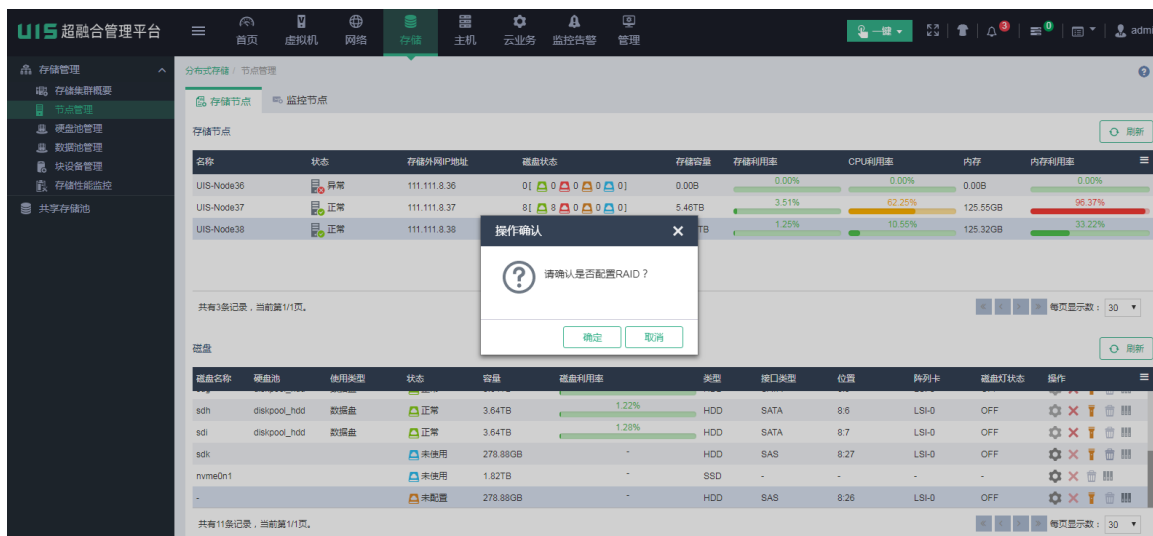 UIS 超融合管理平台
首页 虚拟机 网络 存储 主机 云业务 监控告警 管理
一键 3 0 admi
存储管理
存储集群概要
节点管理
硬盘池管理
数据池管理
块设备管理
存储性能监控
共享存储池
分布式存储 / 节点管理
存储节点 监控节点
存储节点 刷新
名称 状态 存储外网IP地址 磁盘状态 存储容量 存储利用率 CPU利用率 内存 内存利用率
UIS-Node36 异常 111.111.8.36 0[ 0 0 0 0] 0.00B 0.00% 0.00% 0.00B 0.00%
UIS-Node37 正常 111.111.8.37 8[ 8 0 0 0] 5.46TB 3.51% 62.25% 125.55GB 96.37%
UIS-Node38 正常 111.111.8.38 TB 1.25% 10.55% 125.32GB 33.22%
操作确认
请确认是否配置RAID？
确定 取消
共有3条记录，当前第1/1页。 每页显示数： 30
磁盘 刷新
磁盘名称 硬盘池 使用类型 状态 容量 磁盘利用率 类型 接口类型 位置 阵列卡 磁盘灯状态 操作
sdh diskpool_hdd 数据盘 正常 3.64TB 1.22% HDD SATA 8:6 LSI-0 OFF
sdi diskpool_hdd 数据盘 正常 3.64TB 1.28% HDD SATA 8:7 LSI-0 OFF
sdk 未使用 278.88GB - HDD SAS 8:27 LSI-0 OFF
nvme0n1 未使用 1.82TB - SSD - - - -
- 未配置 278.88GB - HDD SAS 8:26 LSI-0 OFF
共有11条记录，当前第1/1页。 每页显示数： 30